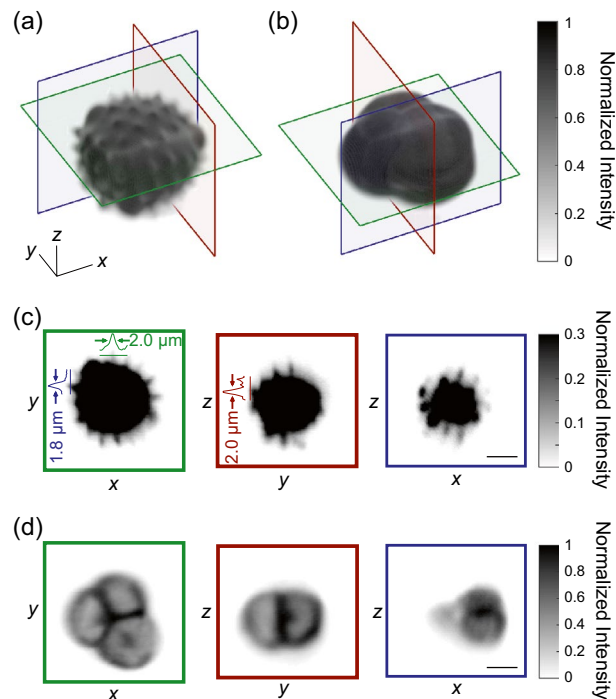 (a)
(b)
1
0.8
0.6
0.4
0.2
0
Normalized Intensity
z
y
x
(c)
2.0 µm
1.8 µm
y
x
2.0 µm
z
y
z
x
0.3
0.2
0.1
0
Normalized Intensity
(d)
y
x
z
y
z
x
1
0.8
0.6
0.4
0.2
0
Normalized Intensity